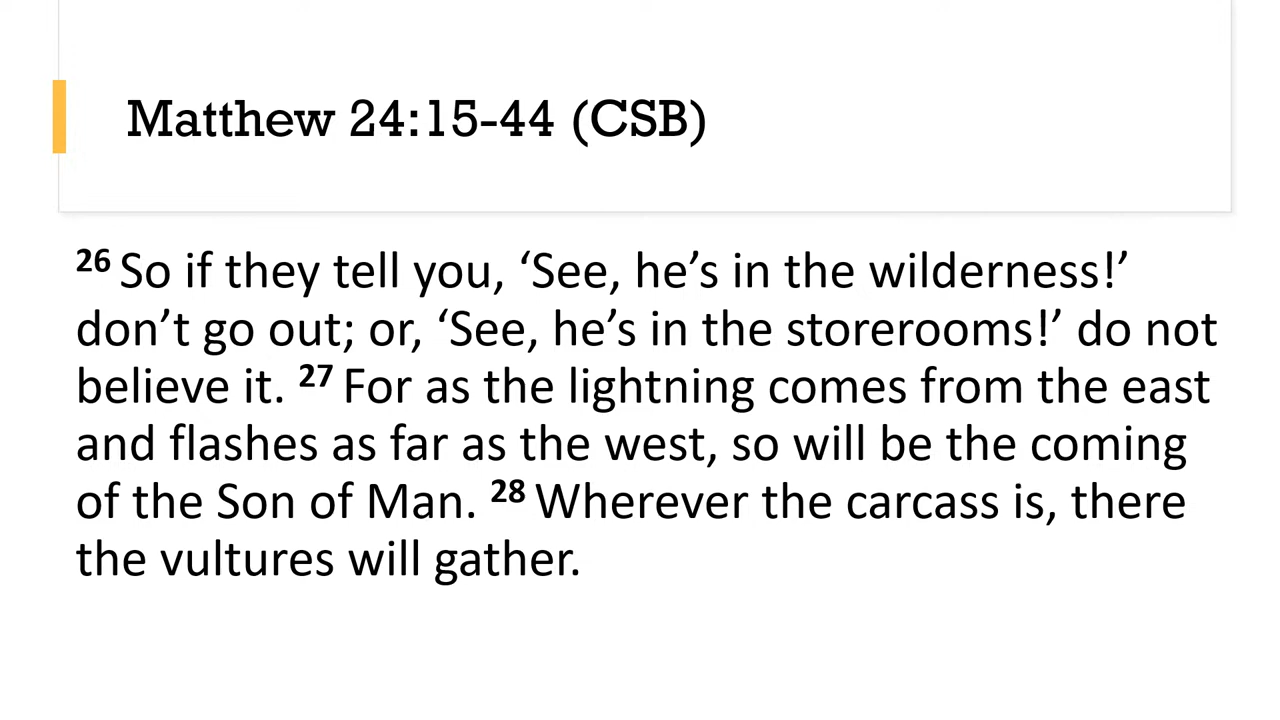 Matthew 24:15-44 (CSB)
26 So if they tell you, ‘See, he’s in the wilderness!’
don’t go out; or, ‘See, he’s in the storerooms!’ do not
believe it. 27 For as the lightning comes from the east
and flashes as far as the west, so will be the coming
of the Son of Man. 28 Wherever the carcass is, there
the vultures will gather.